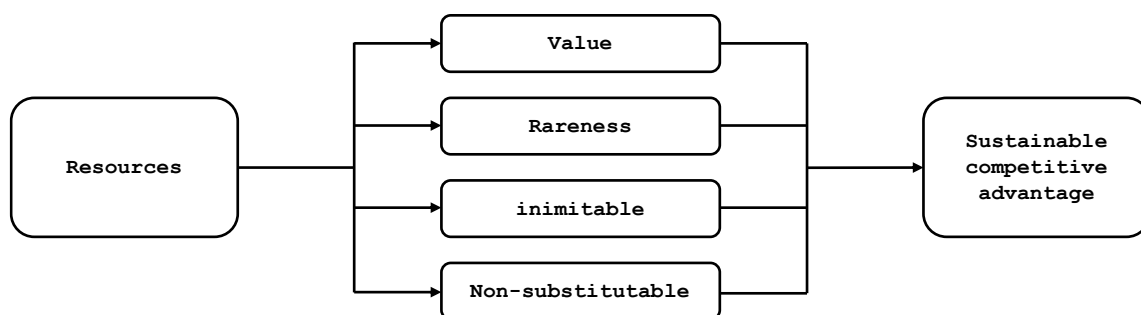 Value
Rareness
Resources
Sustainable
competitive
advantage
inimitable
Non-substitutable